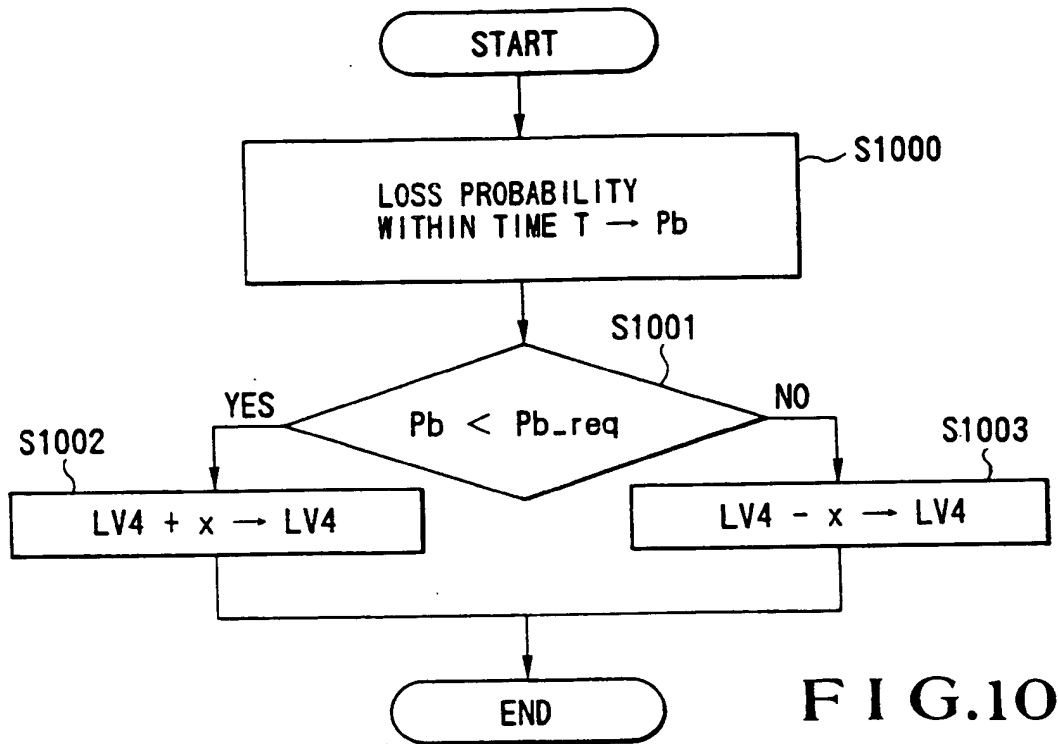 START
S1000
LOSS PROBABILITY
WITHIN TIME T → Pb
S1001
YES
Pb < Pb_req
NO
S1002
S1003
LV4 + x → LV4
LV4 - x → LV4
END
FIG.10